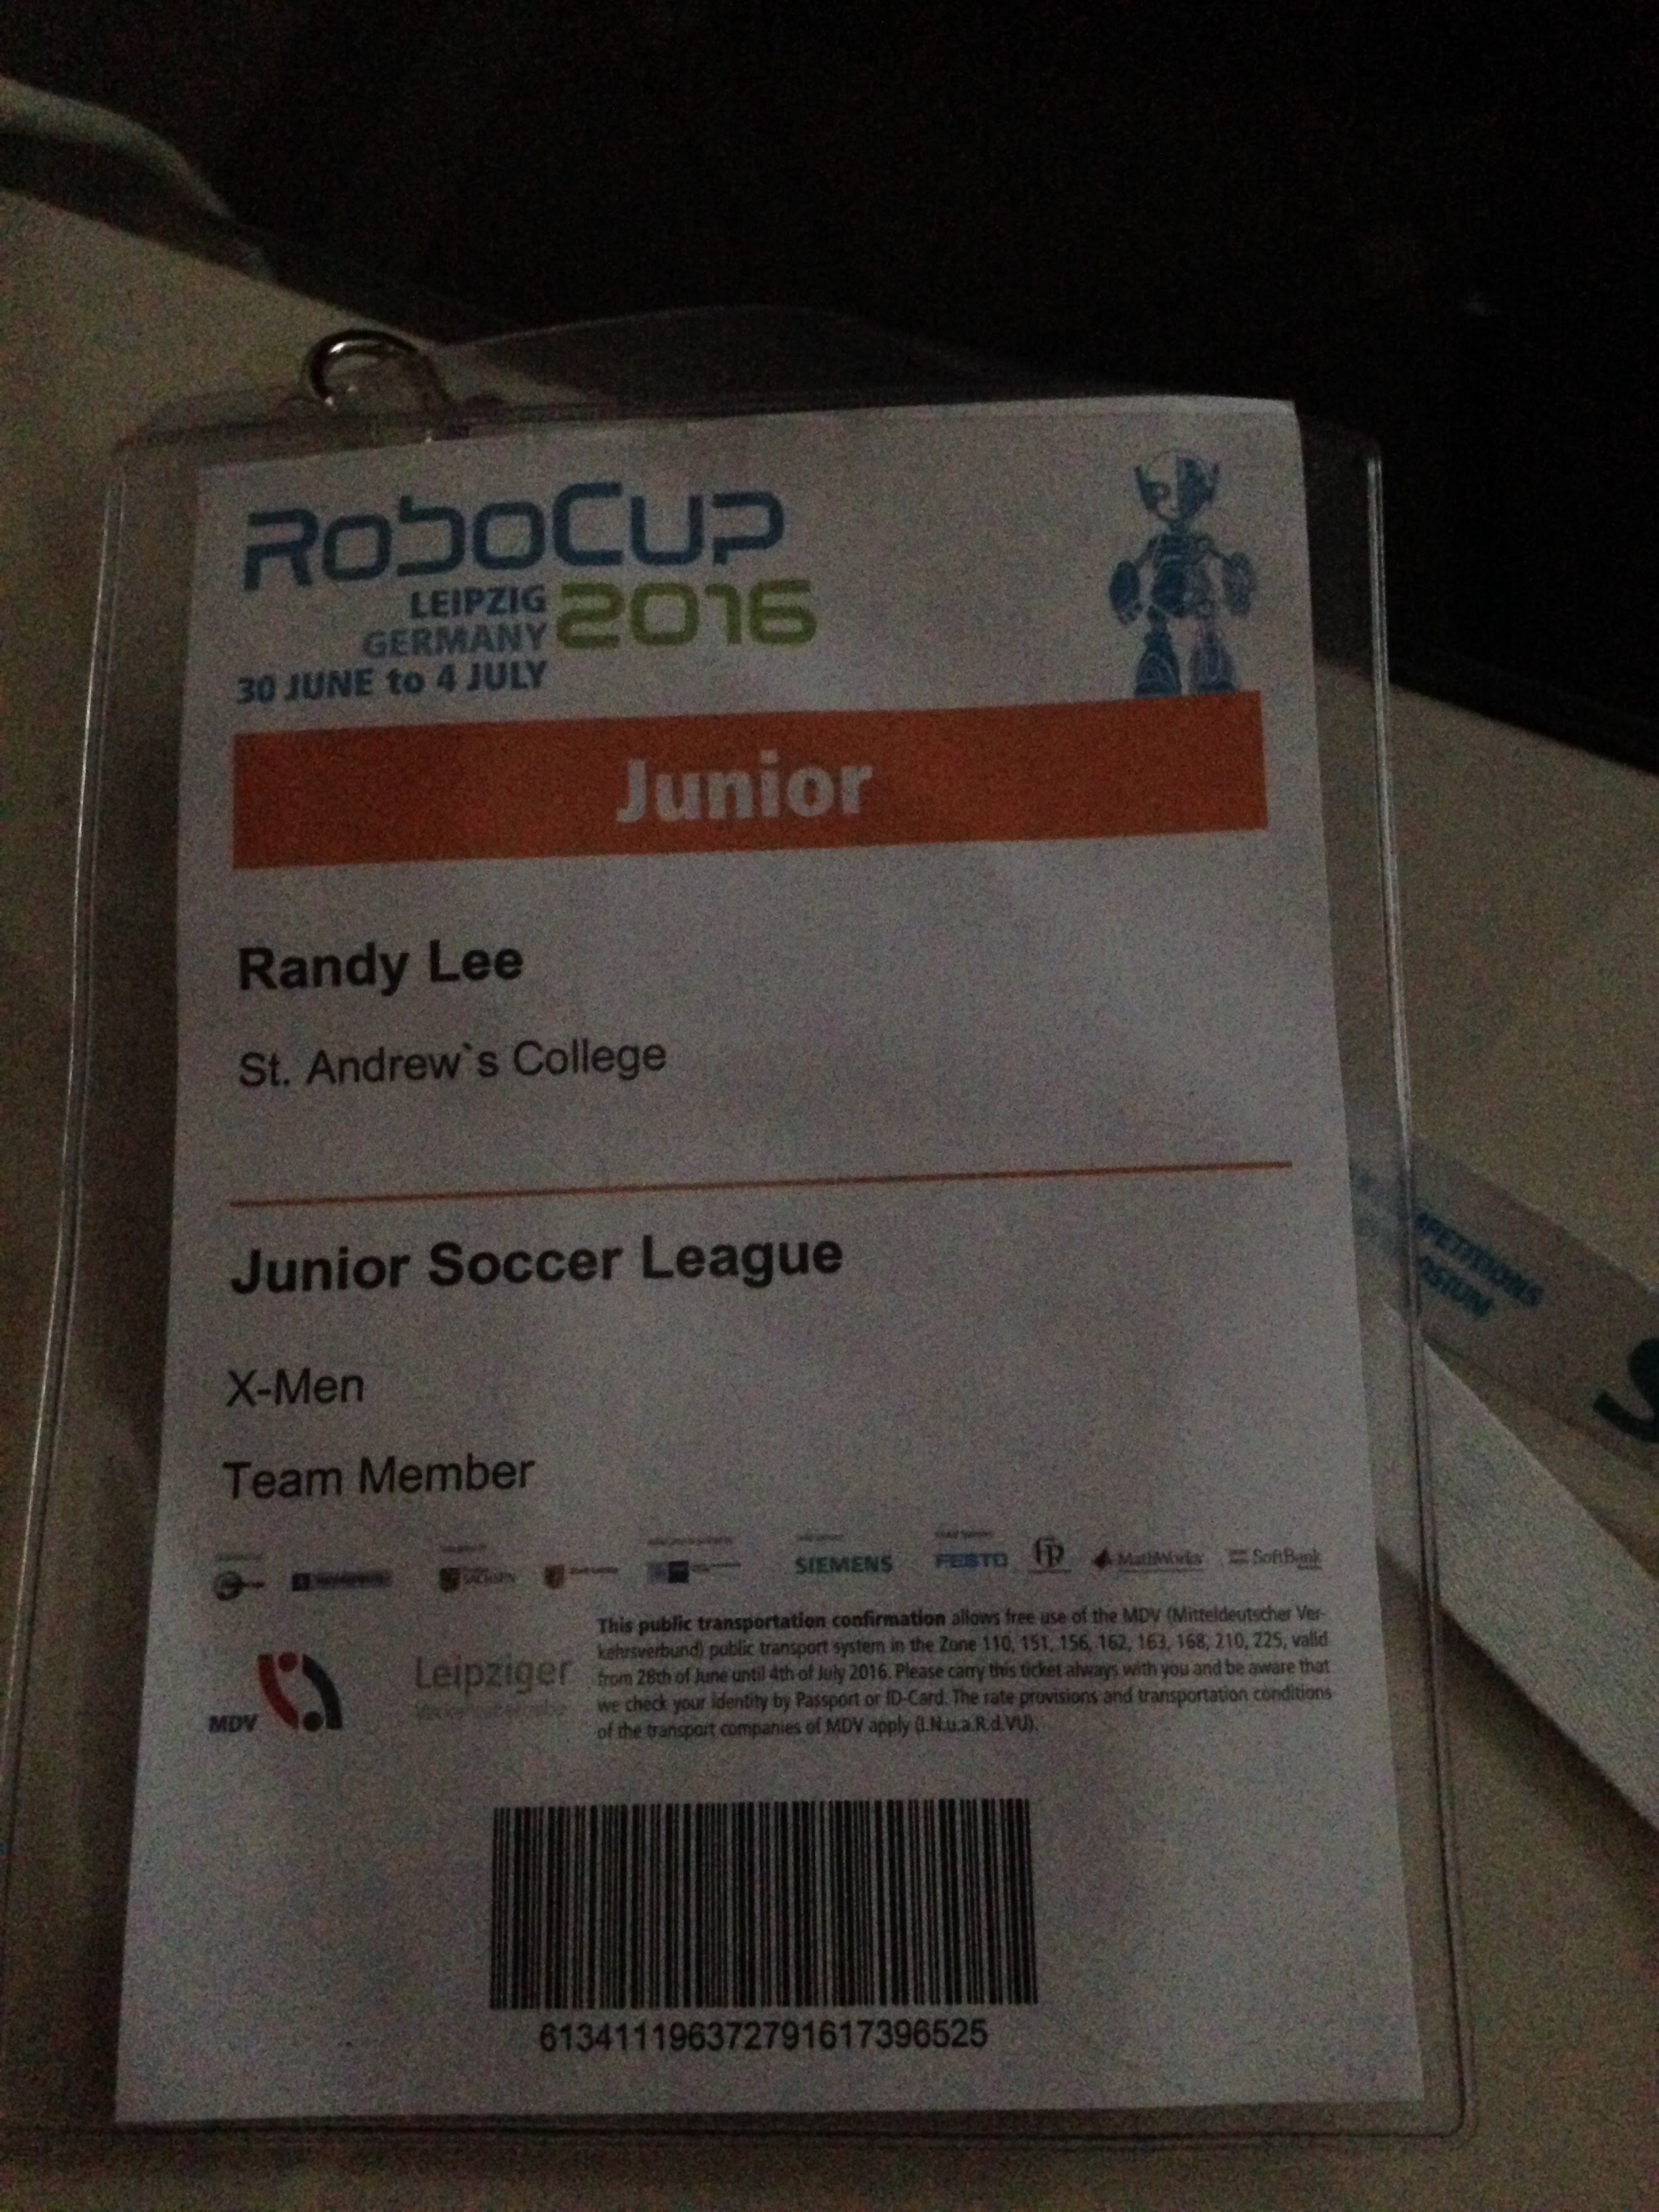 RoboCup
LEIPZIG
GERMANY
2016
30 JUNE to 4 JULY
Junior
Randy Lee
St. Andrew`s College
Junior Soccer League
X-Men
Team Member
SACHSEN
SIEMENS
FESTO
MathWorks
SoftBank
MDV
Leipziger
This public transportation confirmation allows free use of the MDV (Mitteldeutscher Ver-
kehrsverbund) public transport system in the Zone 110, 151, 156, 162, 163, 168, 210, 225, valid
from 28th of June until 4th of July 2016. Please carry this ticket always with you and be aware that
we check your identity by Passport or ID-Card. The rate provisions and transportation conditions
of the transport companies of MDV apply (I.N.u.a.R.d.VU).
613411196372791617396525